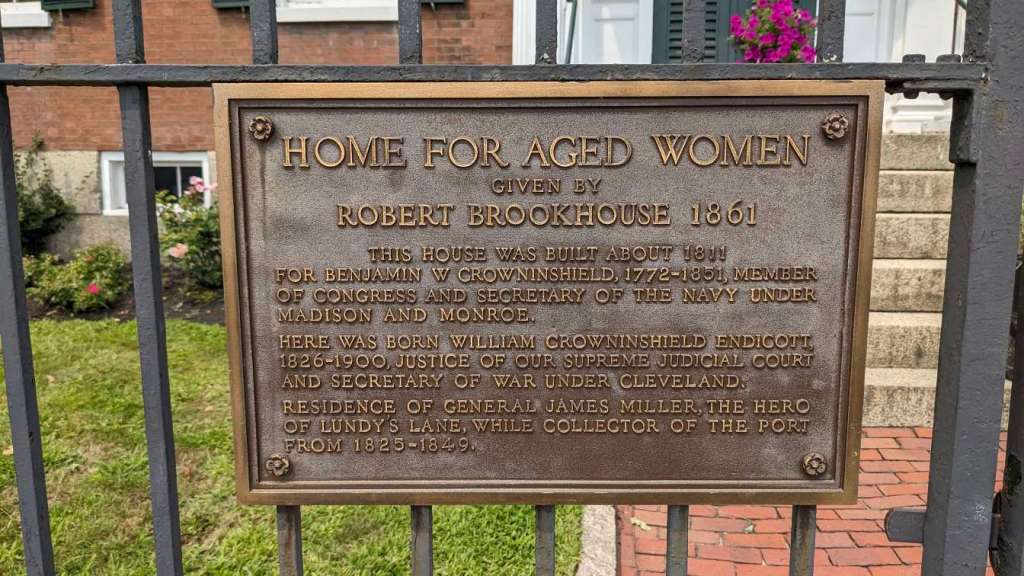 HOME FOR AGED WOMEN
GIVEN BY
ROBERT BROOKHOUSE 1861
THIS HOUSE WAS BUILT ABOUT 1811
FOR BENJAMIN W CROWNINSHIELD, 1772-1851, MEMBER
OF CONGRESS AND SECRETARY OF THE NAVY UNDER
MADISON AND MONROE.
HERE WAS BORN WILLIAM CROWNINSHIELD ENDICOTT,
1826-1900, JUSTICE OF OUR SUPREME JUDICIAL COURT
AND SECRETARY OF WAR UNDER CLEVELAND.
RESIDENCE OF GENERAL JAMES MILLER, THE HERO
OF LUNDY'S LANE, WHILE COLLECTOR OF THE PORT
FROM 1825-1849.